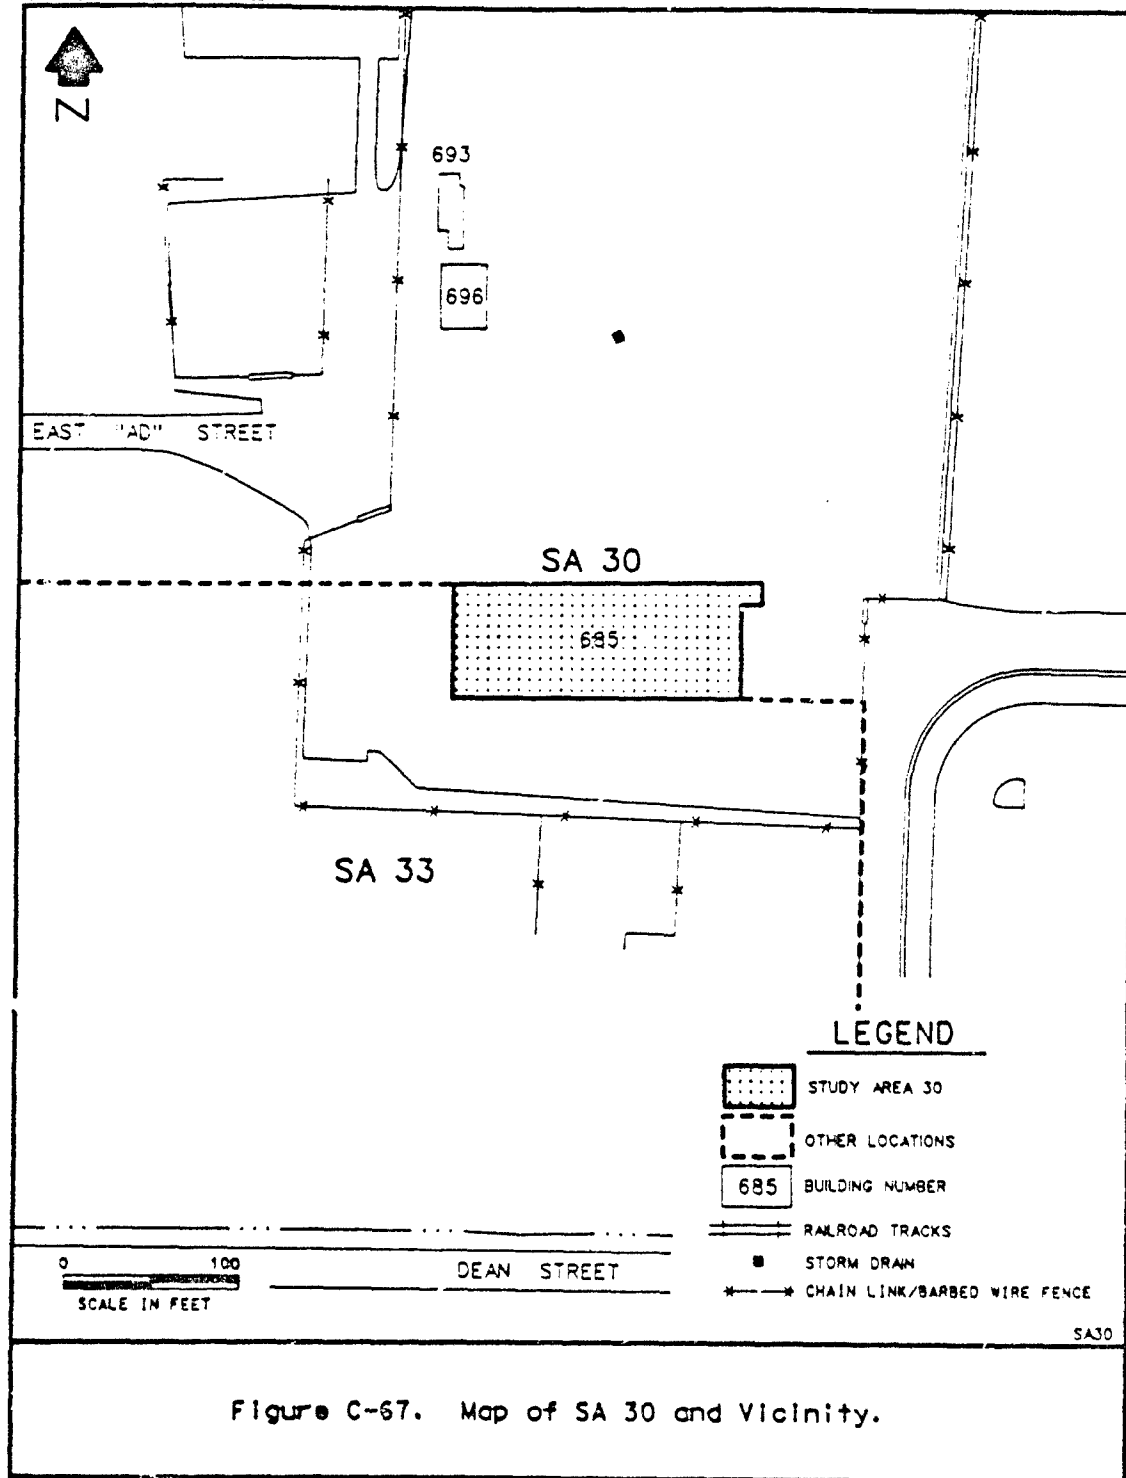 N
693
696
EAST "AD" STREET
SA 30
685
SA 33
LEGEND
STUDY AREA 30
OTHER LOCATIONS
685 BUILDING NUMBER
RAILROAD TRACKS
STORM DRAIN
CHAIN LINK/BARBED WIRE FENCE
0 100
SCALE IN FEET
DEAN STREET
SA30
Figure C-67. Map of SA 30 and Vicinity.